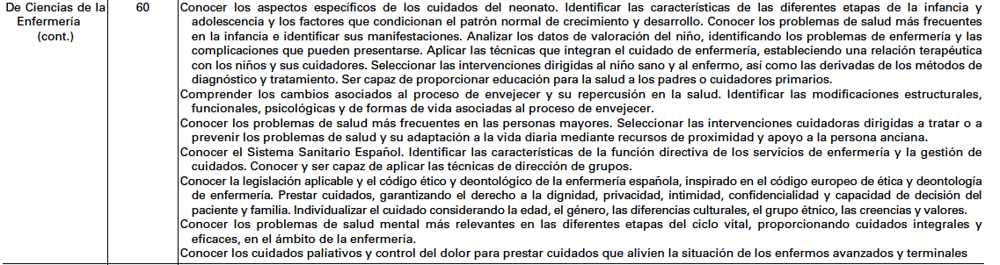 De Ciencias de la
Enfermería
(cont.)
60
Conocer los aspectos específicos de los cuidados del neonato. Identificar las características de las diferentes etapas de la infancia y
adolescencia y los factores que condicionan el patrón normal de crecimiento y desarrollo. Conocer los problemas de salud más frecuentes
en la infancia e identificar sus manifestaciones. Analizar los datos de valoración del niño, identificando los problemas de enfermería y las
complicaciones que pueden presentarse. Aplicar las técnicas que integran el cuidado de enfermería, estableciendo una relación terapéutica
con los niños y sus cuidadores. Seleccionar las intervenciones dirigidas al niño sano y al enfermo, así como las derivadas de los métodos de
diagnóstico y tratamiento. Ser capaz de proporcionar educación para la salud a los padres o cuidadores primarios.
Comprender los cambios asociados al proceso de envejecer y su repercusión en la salud. Identificar las modificaciones estructurales,
funcionales, psicológicas y de formas de vida asociadas al proceso de envejecer.
Conocer los problemas de salud más frecuentes en las personas mayores. Seleccionar las intervenciones cuidadoras dirigidas a tratar o a
prevenir los problemas de salud y su adaptación a la vida diaria mediante recursos de proximidad y apoyo a la persona anciana.
Conocer el Sistema Sanitario Español. Identificar las características de la función directiva de los servicios de enfermería y la gestión de
cuidados. Conocer y ser capaz de aplicar las técnicas de dirección de grupos.
Conocer la legislación aplicable y el código ético y deontológico de la enfermería española, inspirado en el código europeo de ética y deontología
de enfermería. Prestar cuidados, garantizando el derecho a la dignidad, privacidad, intimidad, confidencialidad y capacidad de decisión del
paciente y familia. Individualizar el cuidado considerando la edad, el género, las diferencias culturales, el grupo étnico, las creencias y valores.
Conocer los problemas de salud mental más relevantes en las diferentes etapas del ciclo vital, proporcionando cuidados integrales y
eficaces, en el ámbito de la enfermería.
Conocer los cuidados paliativos y control del dolor para prestar cuidados que alivien la situación de los enfermos avanzados y terminales